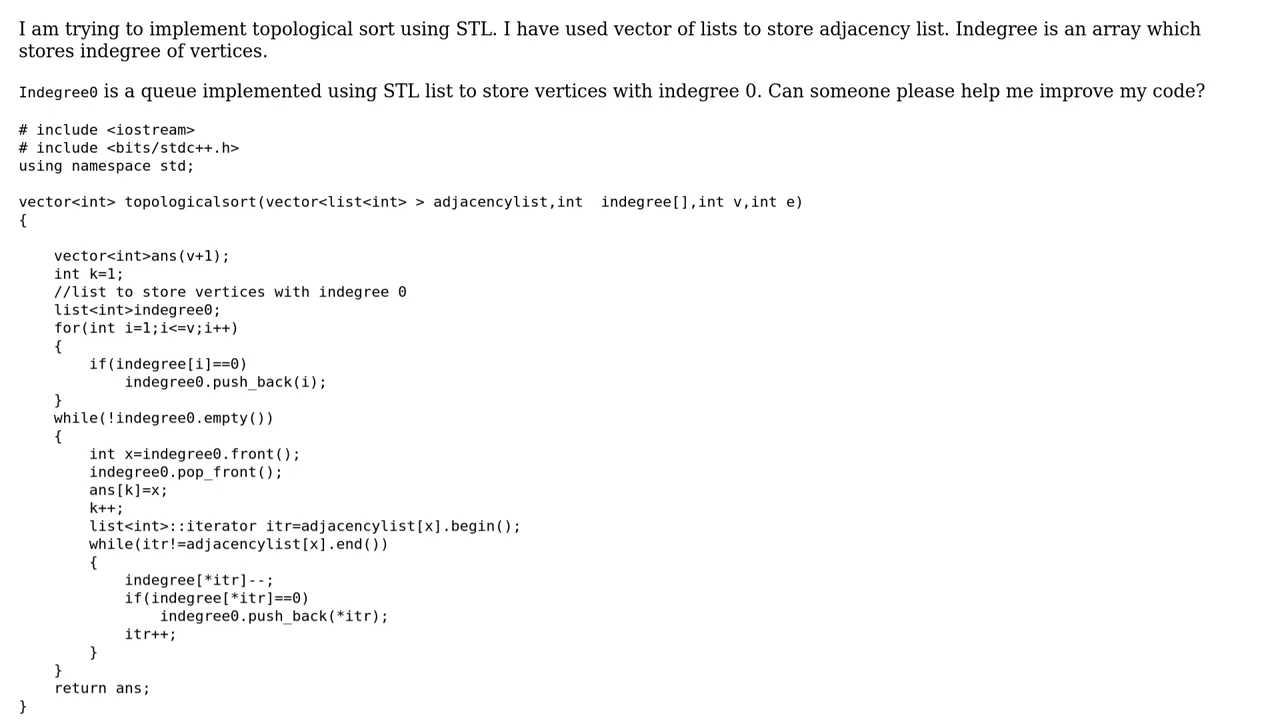 I am trying to implement topological sort using STL. I have used vector of lists to store adjacency list. Indegree is an array which
stores indegree of vertices.
Indegree0 is a queue implemented using STL list to store vertices with indegree 0. Can someone please help me improve my code?
# include <iostream>
# include <bits/stdc++.h>
using namespace std;
vector<int> topologicalsort(vector<list<int> > adjacencylist,int  indegree[],int v,int e)
{
    vector<int>ans(v+1);
    int k=1;
    //list to store vertices with indegree 0
    list<int>indegree0;
    for(int i=1;i<=v;i++)
    {
        if(indegree[i]==0)
            indegree0.push_back(i);
    }
    while(!indegree0.empty())
    {
        int x=indegree0.front();
        indegree0.pop_front();
        ans[k]=x;
        k++;
        list<int>::iterator itr=adjacencylist[x].begin();
        while(itr!=adjacencylist[x].end())
        {
            indegree[*itr]--;
            if(indegree[*itr]==0)
                indegree0.push_back(*itr);
            itr++;
        }
    }
    return ans;
}